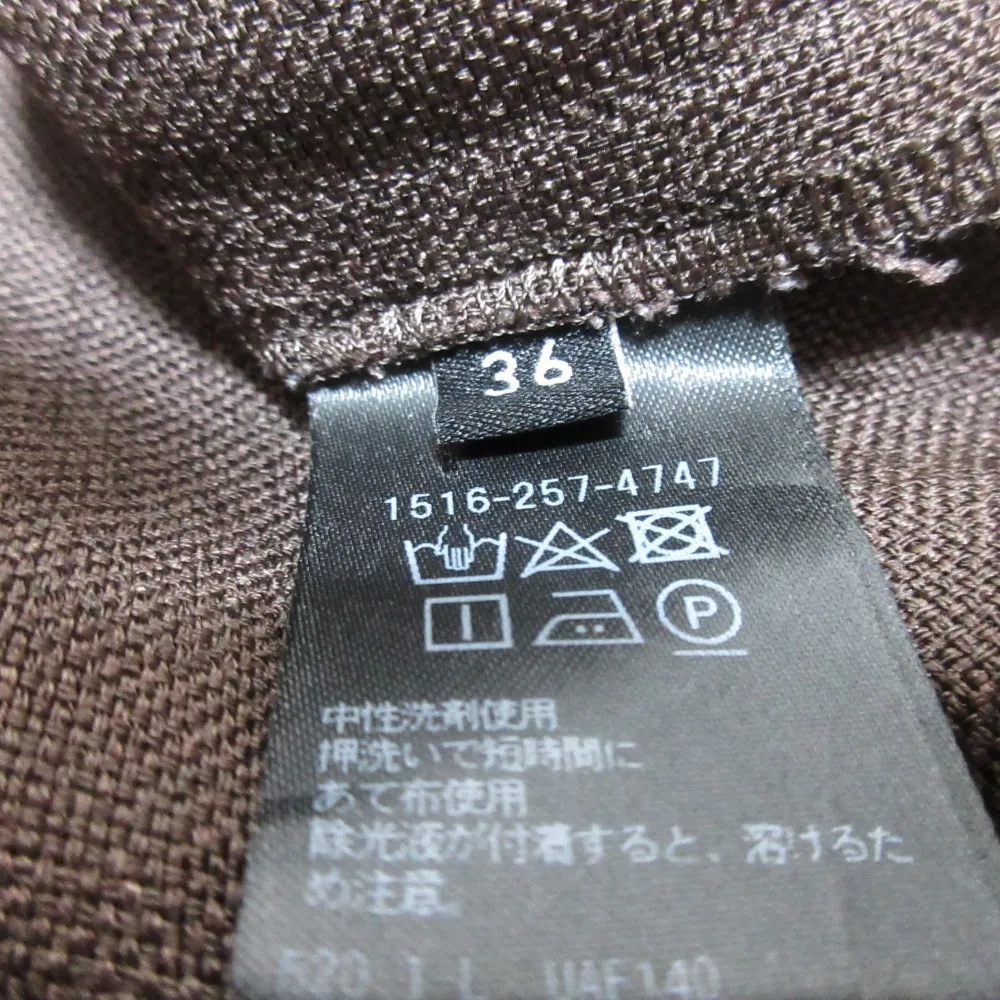 36
1516-257-4747
P
中性洗剤使用
押洗いで短時間に
あて布使用
除光液が付着すると、溶けるた
め注意。
UAF140